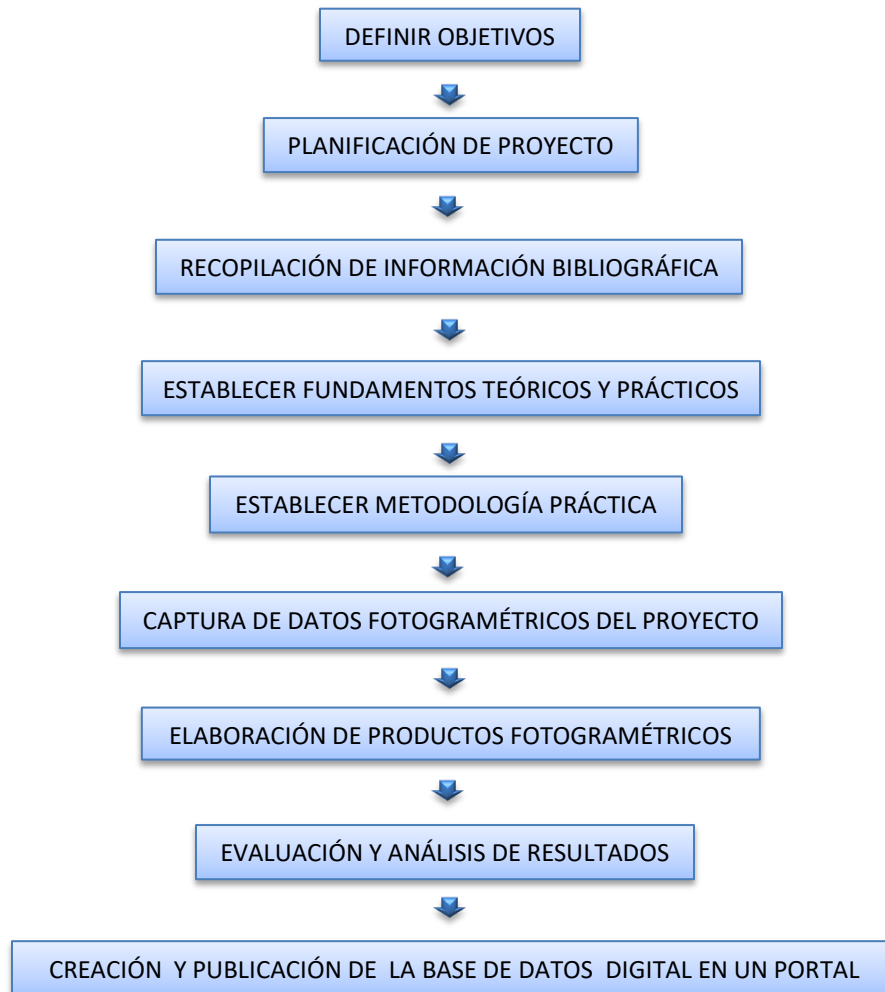 DEFINIR OBJETIVOS
PLANIFICACIÓN DE PROYECTO
RECOPILACIÓN DE INFORMACIÓN BIBLIOGRÁFICA
ESTABLECER FUNDAMENTOS TEÓRICOS Y PRÁCTICOS
ESTABLECER METODOLOGÍA PRÁCTICA
CAPTURA DE DATOS FOTOGRAMÉTRICOS DEL PROYECTO
ELABORACIÓN DE PRODUCTOS FOTOGRAMÉTRICOS
EVALUACIÓN Y ANÁLISIS DE RESULTADOS
CREACIÓN Y PUBLICACIÓN DE LA BASE DE DATOS DIGITAL EN UN PORTAL